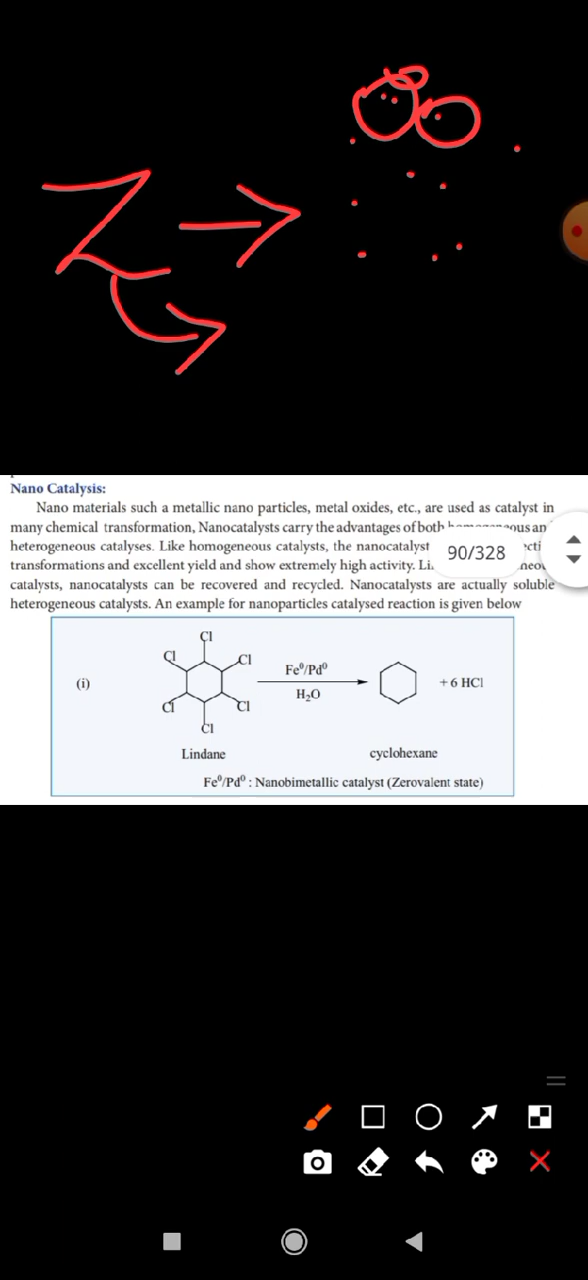 Z
Nano Catalysis:
Nano materials such a metallic nano particles, metal oxides, etc., are used as catalyst in
many chemical transformation, Nanocatalysts carry the advantages of both
heterogeneous catalyses. Like homogeneous catalysts, the nanocatalyst
transformations and excellent yield and show extremely high activity.
catalysts, nanocatalysts can be recovered and recycled. Nanocatalysts are actually soluble
heterogeneous catalysts. An example for nanoparticles catalysed reaction is given below
90/328
Cl
Cl Cl
(i) Fe⁰/Pd⁰ + 6 HCl
H₂O
Cl Cl
Cl
Lindane cyclohexane
Fe⁰/Pd⁰ : Nanobimetallic catalyst (Zerovalent state)